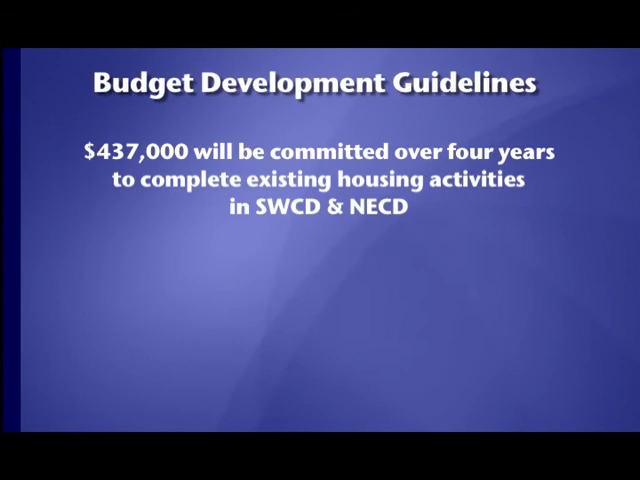 Budget Development Guidelines
$437,000 will be committed over four years
to complete existing housing activities
in SWCD & NECD